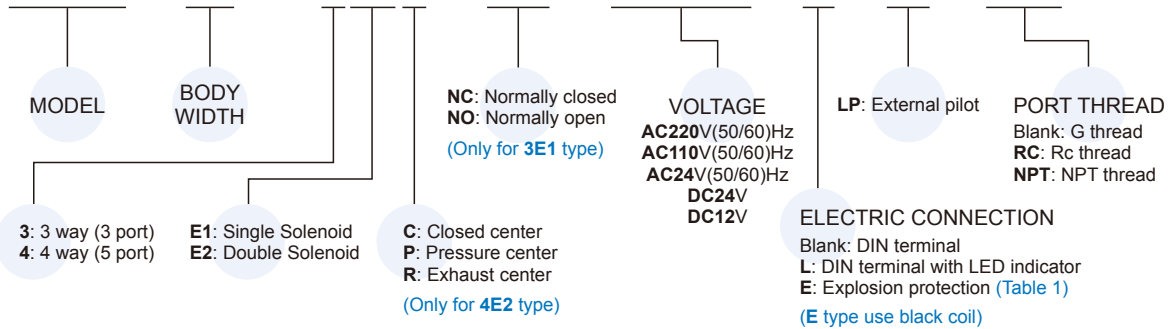 MODEL
BODY
WIDTH
NC: Normally closed
NO: Normally open
(Only for 3E1 type)
VOLTAGE
AC220V(50/60)Hz
AC110V(50/60)Hz
AC24V(50/60)Hz
DC24V
DC12V
LP: External pilot
PORT THREAD
Blank: G thread
RC: Rc thread
NPT: NPT thread
3: 3 way (3 port)
4: 4 way (5 port)
E1: Single Solenoid
E2: Double Solenoid
C: Closed center
P: Pressure center
R: Exhaust center
(Only for 4E2 type)
ELECTRIC CONNECTION
Blank: DIN terminal
L: DIN terminal with LED indicator
E: Explosion protection (Table 1)
(E type use black coil)